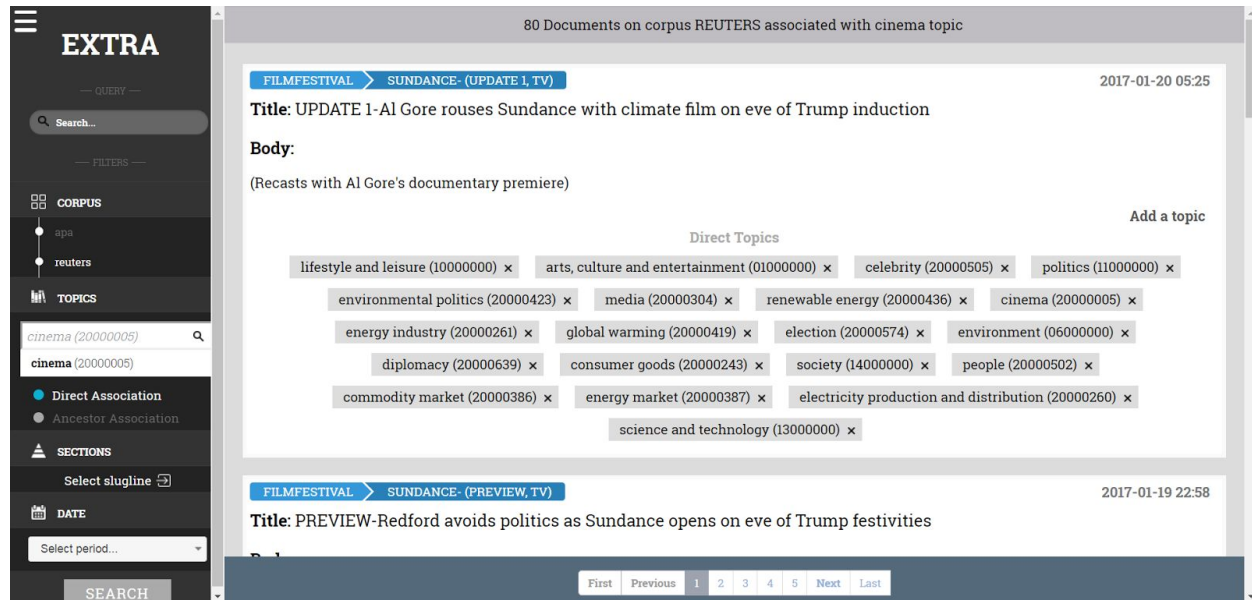 EXTRA
— QUERY —
Search...
— FILTERS —
CORPUS
apa
reuters
TOPICS
cinema (20000005)
cinema (20000005)
Direct Association
Ancestor Association
SECTIONS
Select slugline
DATE
Select period...
SEARCH
80 Documents on corpus REUTERS associated with cinema topic
FILMFESTIVAL SUNDANCE- (UPDATE 1, TV) 2017-01-20 05:25
Title: UPDATE 1-Al Gore rouses Sundance with climate film on eve of Trump induction
Body:
(Recasts with Al Gore's documentary premiere)
Add a topic
Direct Topics
lifestyle and leisure (10000000) × arts, culture and entertainment (01000000) × celebrity (20000505) × politics (11000000) ×
environmental politics (20000423) × media (20000304) × renewable energy (20000436) × cinema (20000005) ×
energy industry (20000261) × global warming (20000419) × election (20000574) × environment (06000000) ×
diplomacy (20000639) × consumer goods (20000243) × society (14000000) × people (20000502) ×
commodity market (20000386) × energy market (20000387) × electricity production and distribution (20000260) ×
science and technology (13000000) ×
FILMFESTIVAL SUNDANCE- (PREVIEW, TV) 2017-01-19 22:58
Title: PREVIEW-Redford avoids politics as Sundance opens on eve of Trump festivities
First Previous 1 2 3 4 5 Next Last